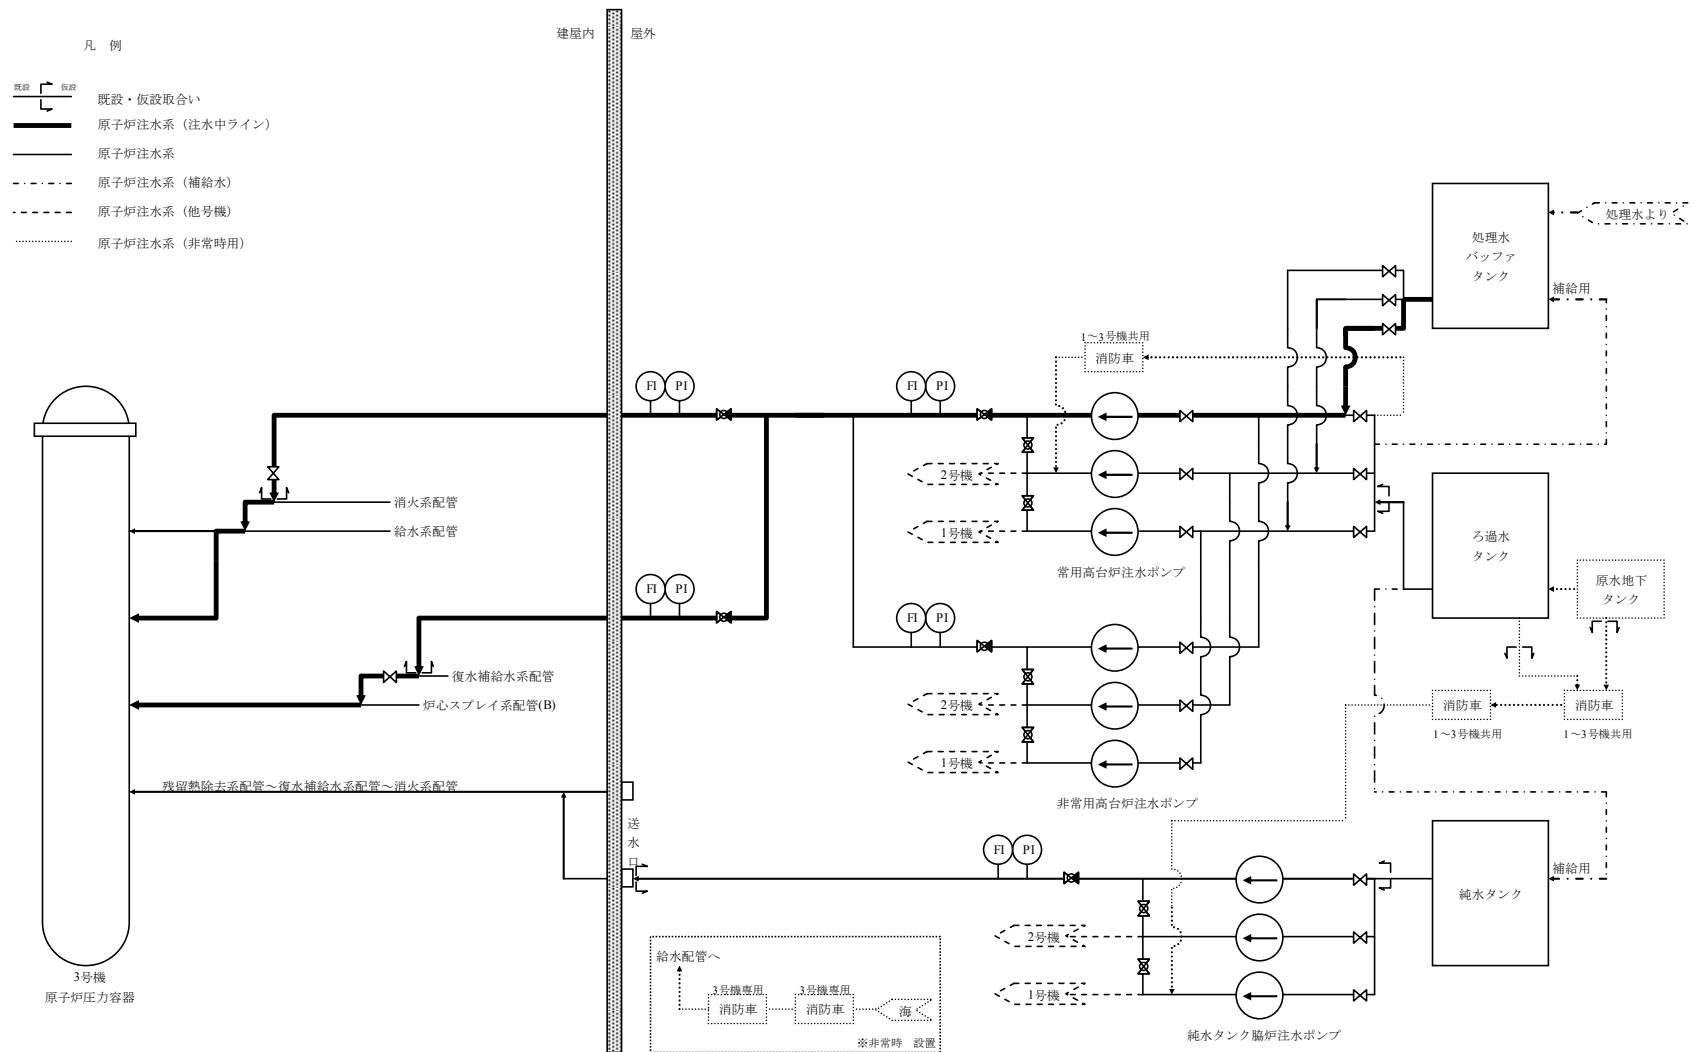 凡　例
既設　仮設
既設・仮設取合い
原子炉注水系（注水中ライン）
原子炉注水系
原子炉注水系（補給水）
原子炉注水系（他号機）
原子炉注水系（非常時用）
建屋内　屋外
処理水より
処理水
バッファ
タンク
補給用
1～3号機共用
消防車
FI　PI
FI　PI
消火系配管
給水系配管
2号機
1号機
常用高台炉注水ポンプ
ろ過水
タンク
原水地下
タンク
FI　PI
FI　PI
復水補給水系配管
炉心スプレイ系配管(B)
2号機
1号機
非常用高台炉注水ポンプ
消防車
1～3号機共用
消防車
1～3号機共用
残留熱除去系配管～復水補給水系配管～消火系配管
送
水
口
FI　PI
補給用
純水タンク
2号機
1号機
純水タンク脇炉注水ポンプ
3号機
原子炉圧力容器
給水配管へ
3号機専用
消防車
3号機専用
消防車
海
※非常時　設置